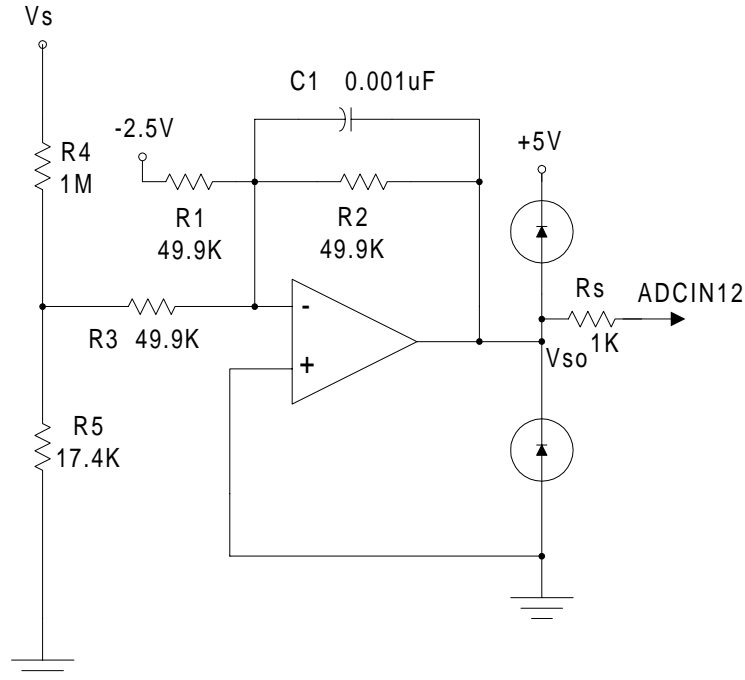 Vs
C1 0.001uF
-2.5V
+5V
R4
1M
R1
49.9K
R2
49.9K
Rs
ADCIN12
R3 49.9K
-
+
1K
Vso
R5
17.4K